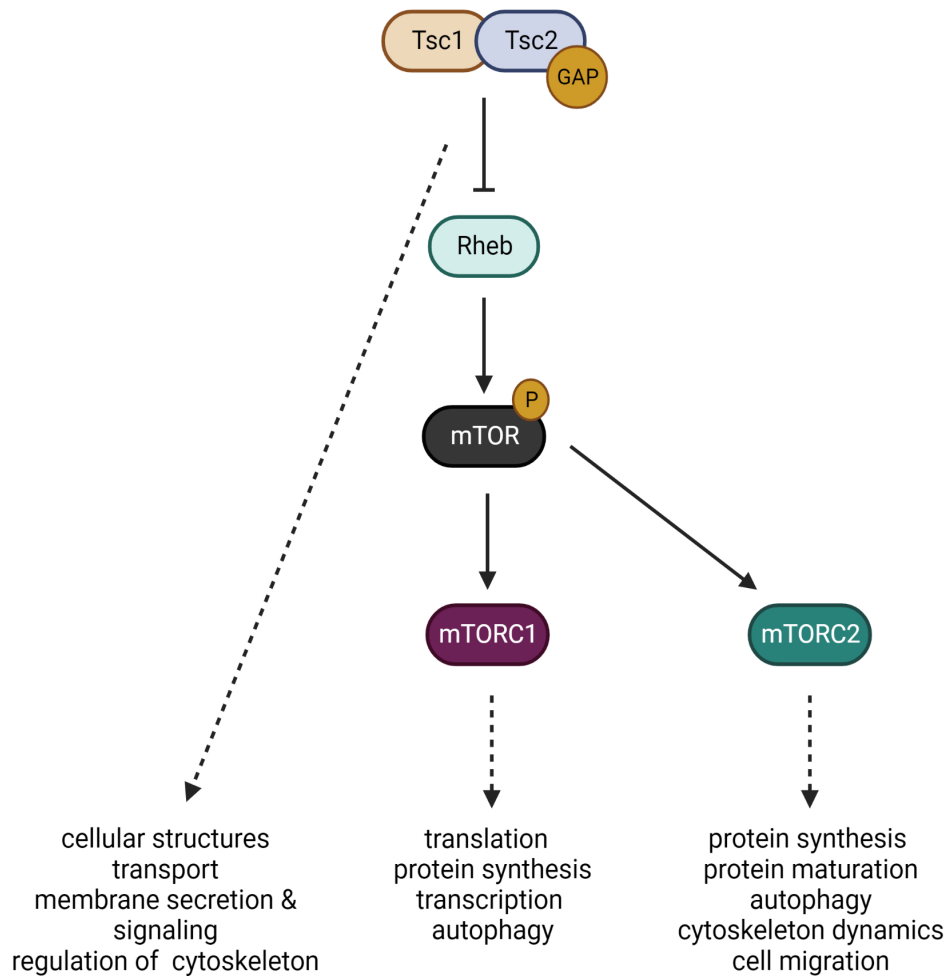 Tsc1
Tsc2
GAP
Rheb
P
mTOR
mTORC1
mTORC2
cellular structures
transport
membrane secretion &
signaling
regulation of cytoskeleton
translation
protein synthesis
transcription
autophagy
protein synthesis
protein maturation
autophagy
cytoskeleton dynamics
cell migration